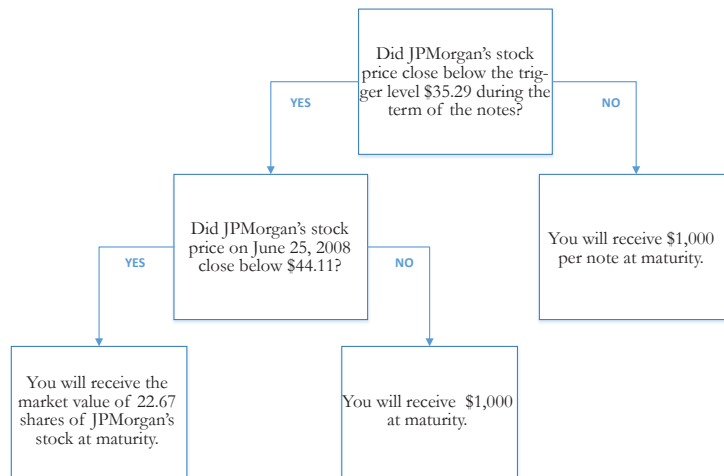 Did JPMorgan's stock
price close below the trig-
ger level $35.29 during the
term of the notes?
YES
NO
Did JPMorgan's stock
price on June 25, 2008
close below $44.11?
You will receive $1,000
per note at maturity.
YES
NO
You will receive the
market value of 22.67
shares of JPMorgan's
stock at maturity.
You will receive $1,000
at maturity.